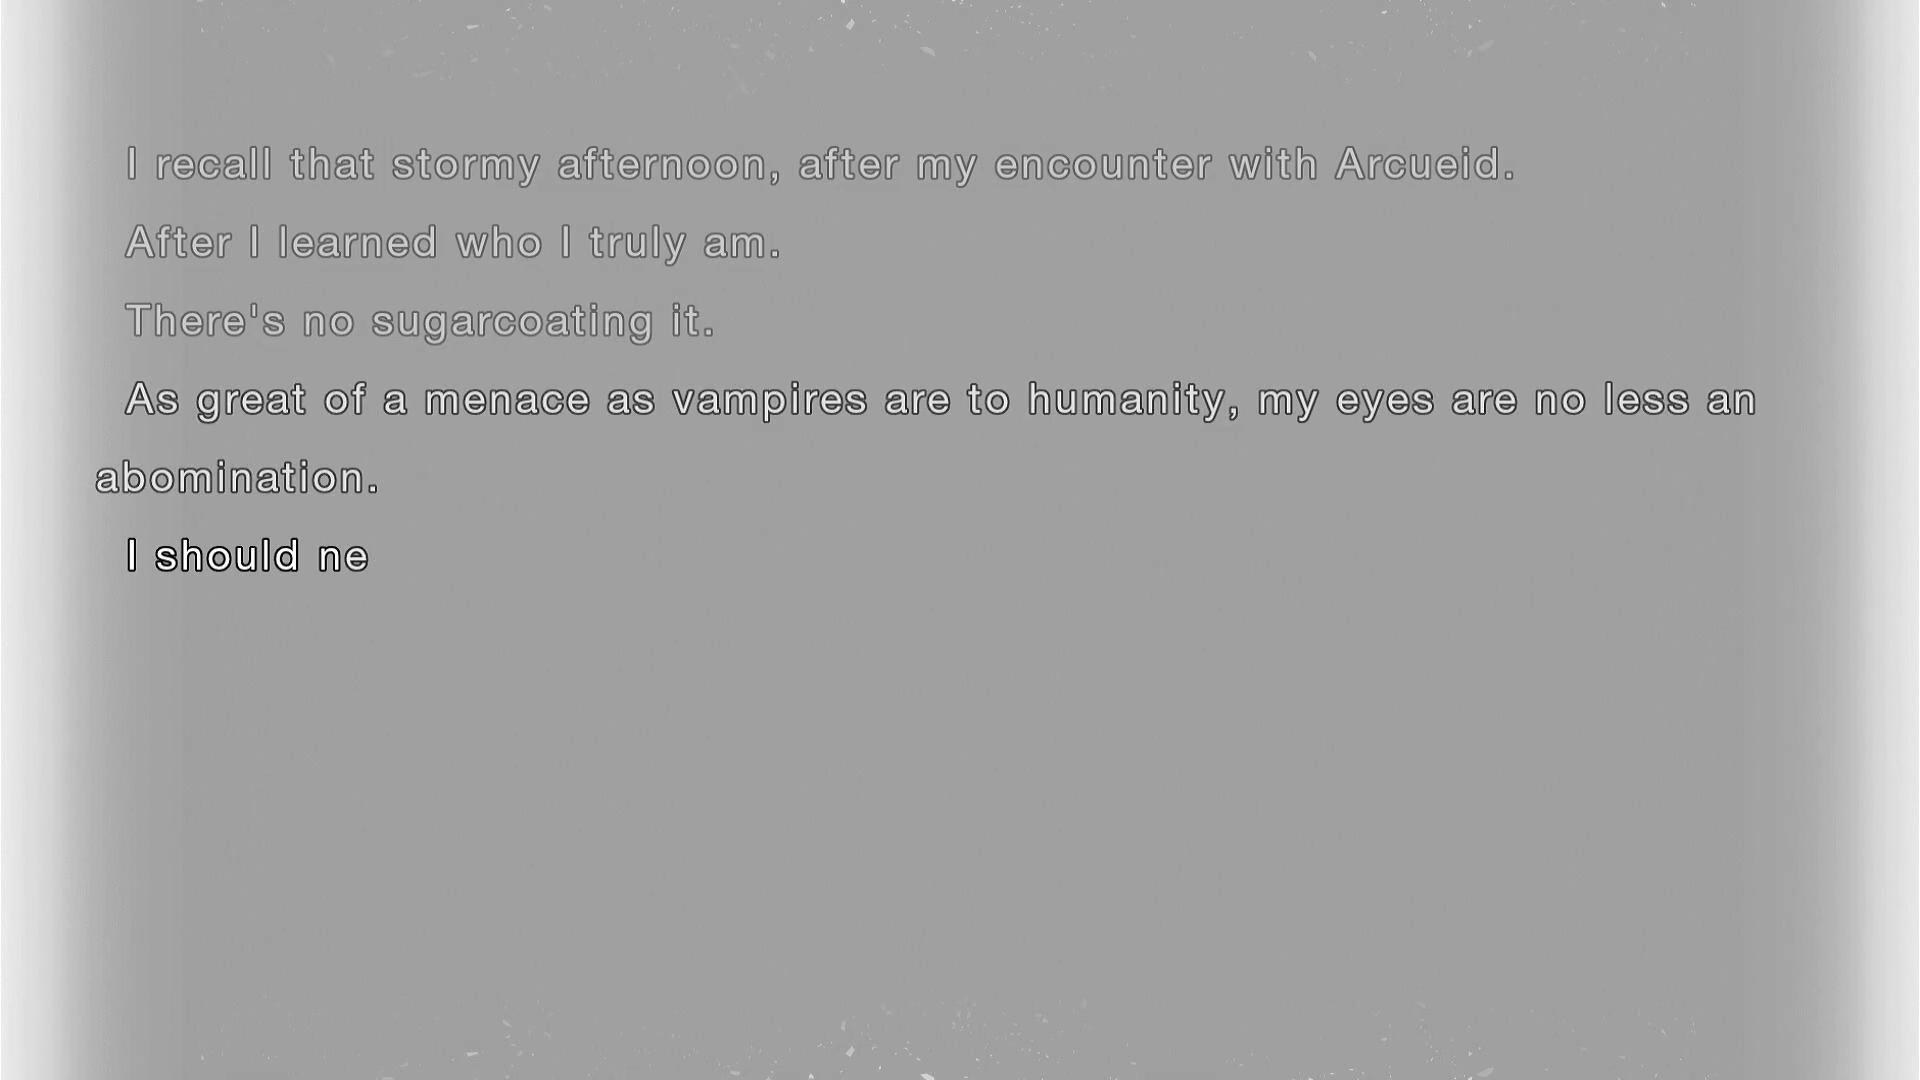 I recall that stormy afternoon, after my encounter with Arcueid.
After I learned who I truly am.
There's no sugarcoating it.
As great of a menace as vampires are to humanity, my eyes are no less an
abomination.
I should ne